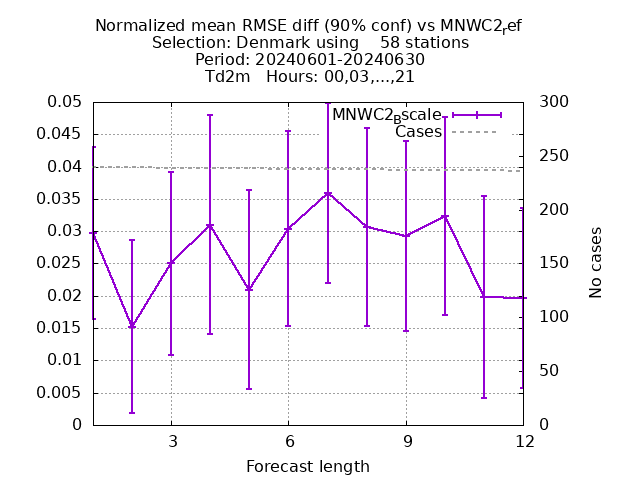 Normalized mean RMSE diff (90% conf) vs MNWC2ref
Selection: Denmark using 58 stations
Period: 20240601-20240630
Td2m Hours: 00,03,...,21
MNWC2Bscale
Cases
0.05
0.045
0.04
0.035
0.03
0.025
0.02
0.015
0.01
0.005
0
300
250
200
150
100
50
0
No cases
3 6 9 12
Forecast length